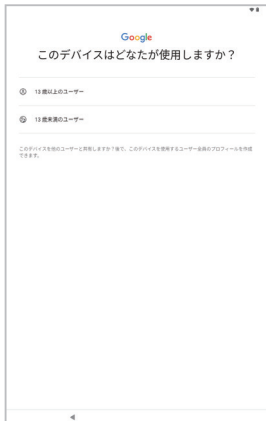 Google
このデバイスはどなたが使用しますか？
13 歳以上のユーザー
13 歳未満のユーザー
このデバイスを他のユーザーと共有しますか？後で、このデバイスを使用するユーザー全員のプロフィールを作成
できます。